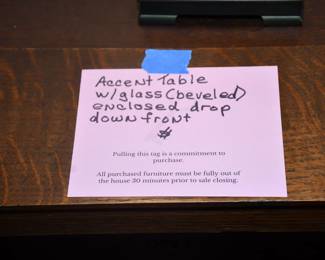 Accent Table
w/glass (beveled)
enclosed drop
down front
$
Pulling this tag is a commitment to
purchase.
All purchased furniture must be fully out of
the house 30 minutes prior to sale closing.